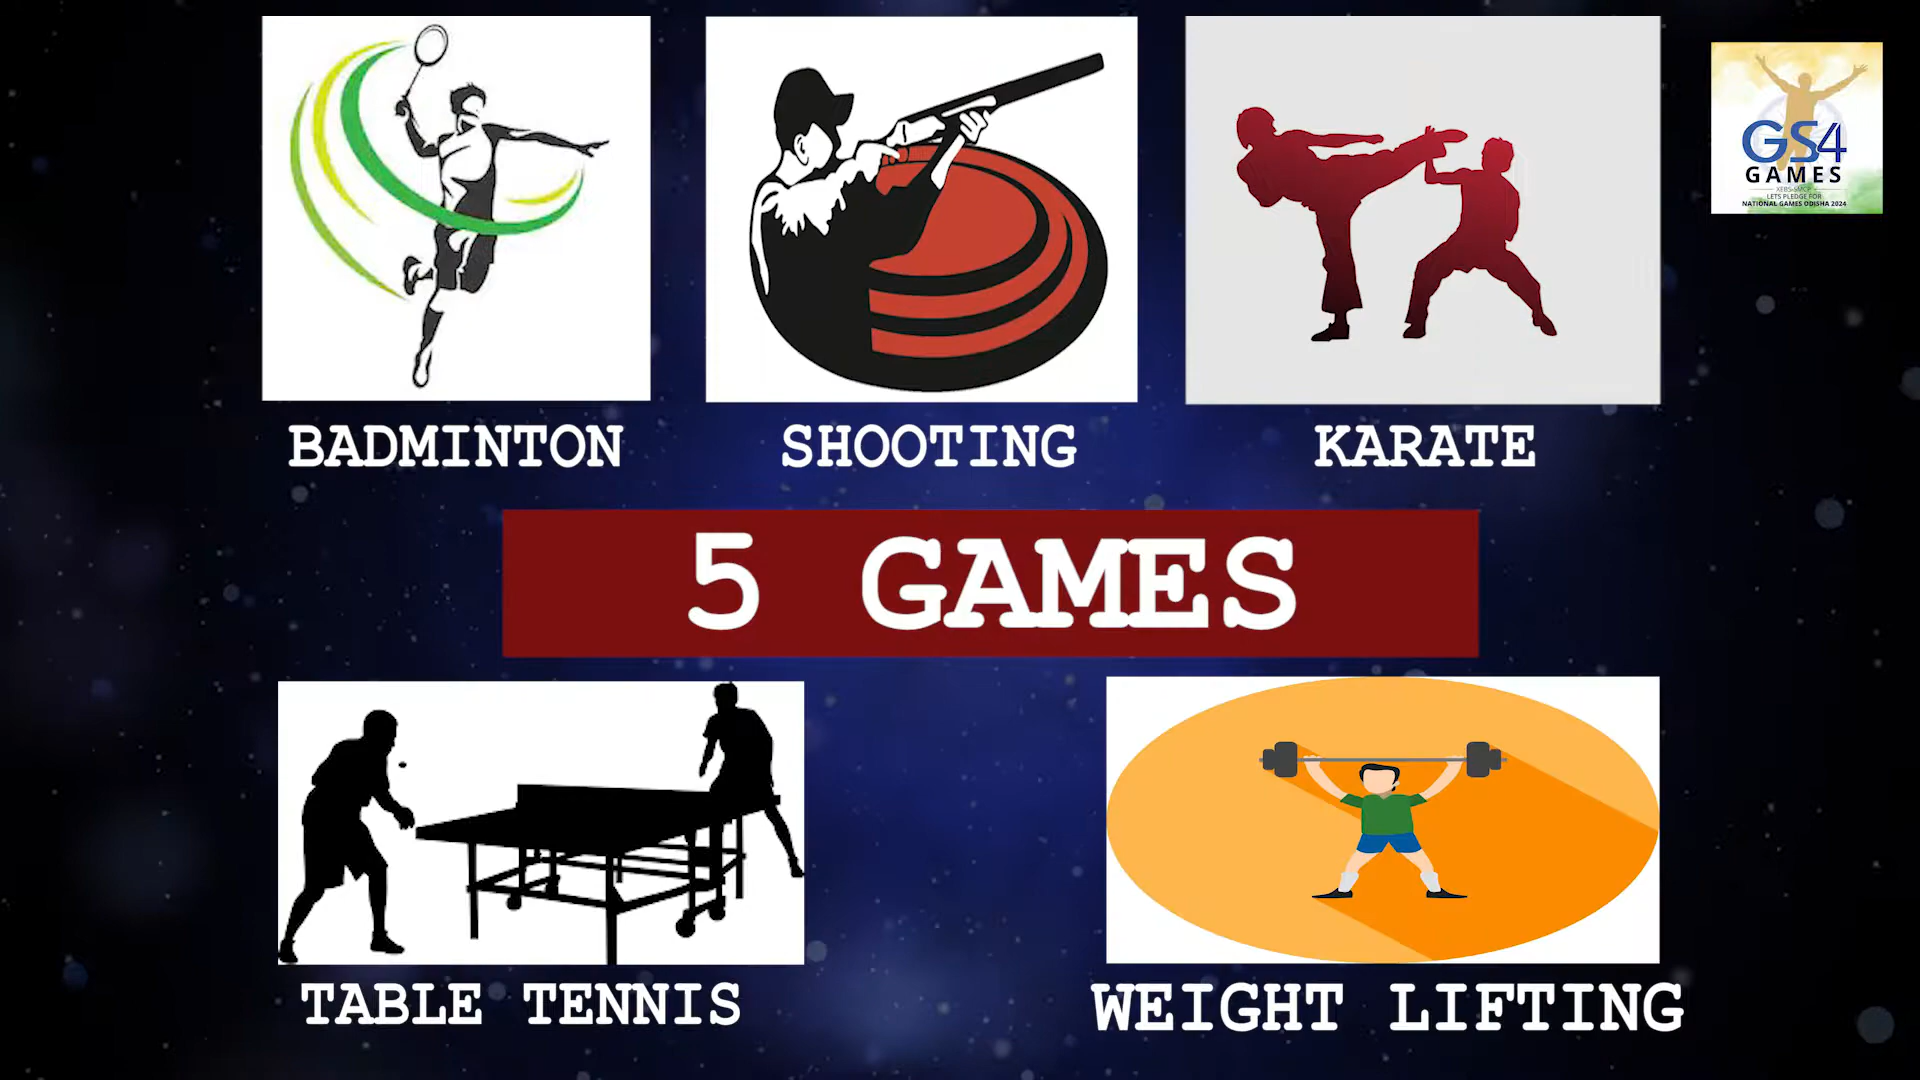 GS4
GAMES
LETS PLEDGE FOR
NATIONAL GAMES ODISHA 2024
BADMINTON
SHOOTING
KARATE
5 GAMES
TABLE TENNIS
WEIGHT LIFTING